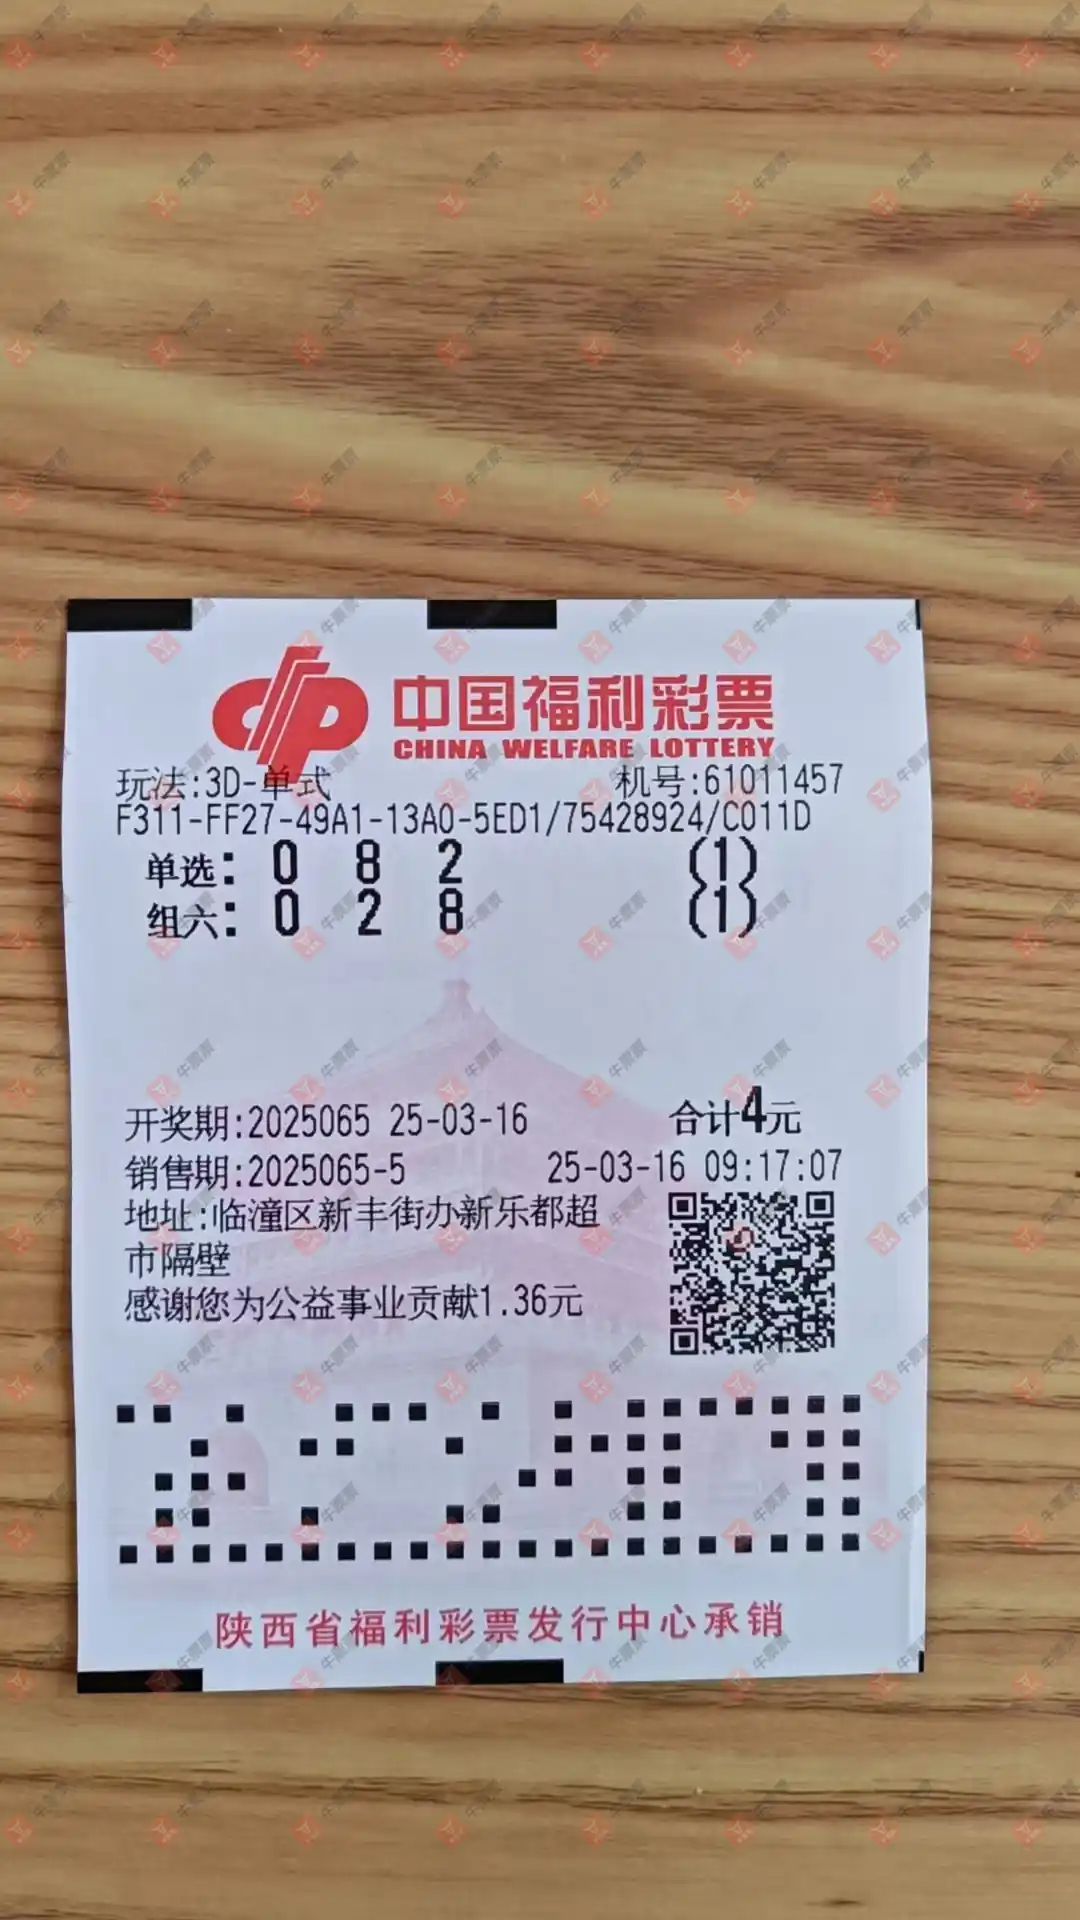 中国福利彩票
CHINA WELFARE LOTTERY
玩法:3D-单式 机号:61011457
F311-FF27-49A1-13A0-5ED1/75428924/C011D
单选: 0 8 2 (1)
组六: 0 2 8 (1)
开奖期:2025065 25-03-16 合计4元
销售期:2025065-5 25-03-16 09:17:07
地址:临潼区新丰街办新乐都超
市隔壁
感谢您为公益事业贡献1.36元
陕西省福利彩票发行中心承销
牛票票